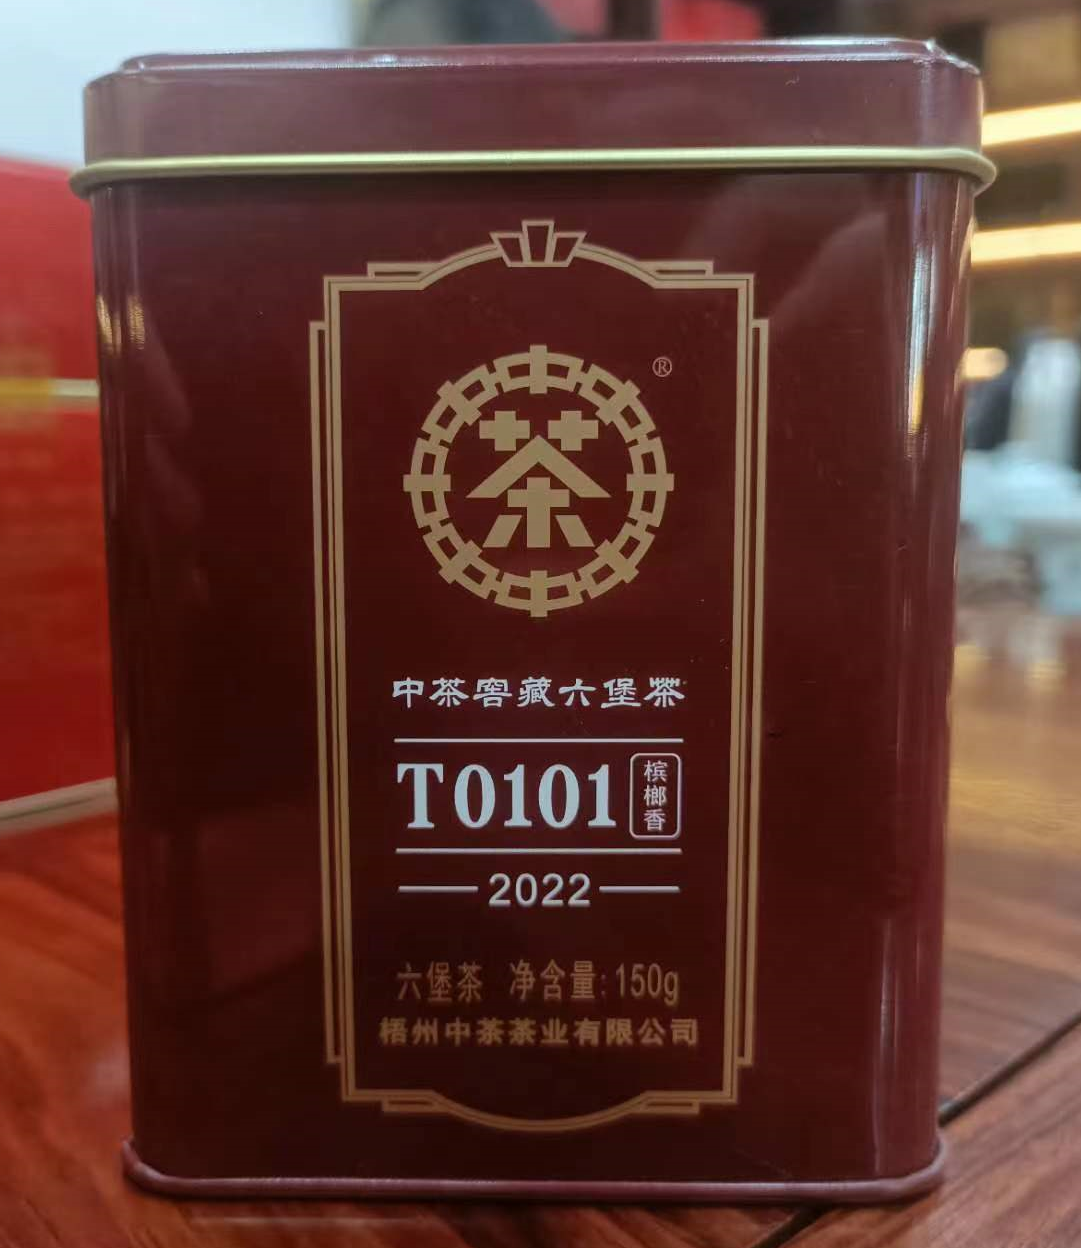 ®
茶
中茶窖藏六堡茶
T0101 槟榔香
2022
六堡茶 净含量:150g
梧州中茶茶业有限公司